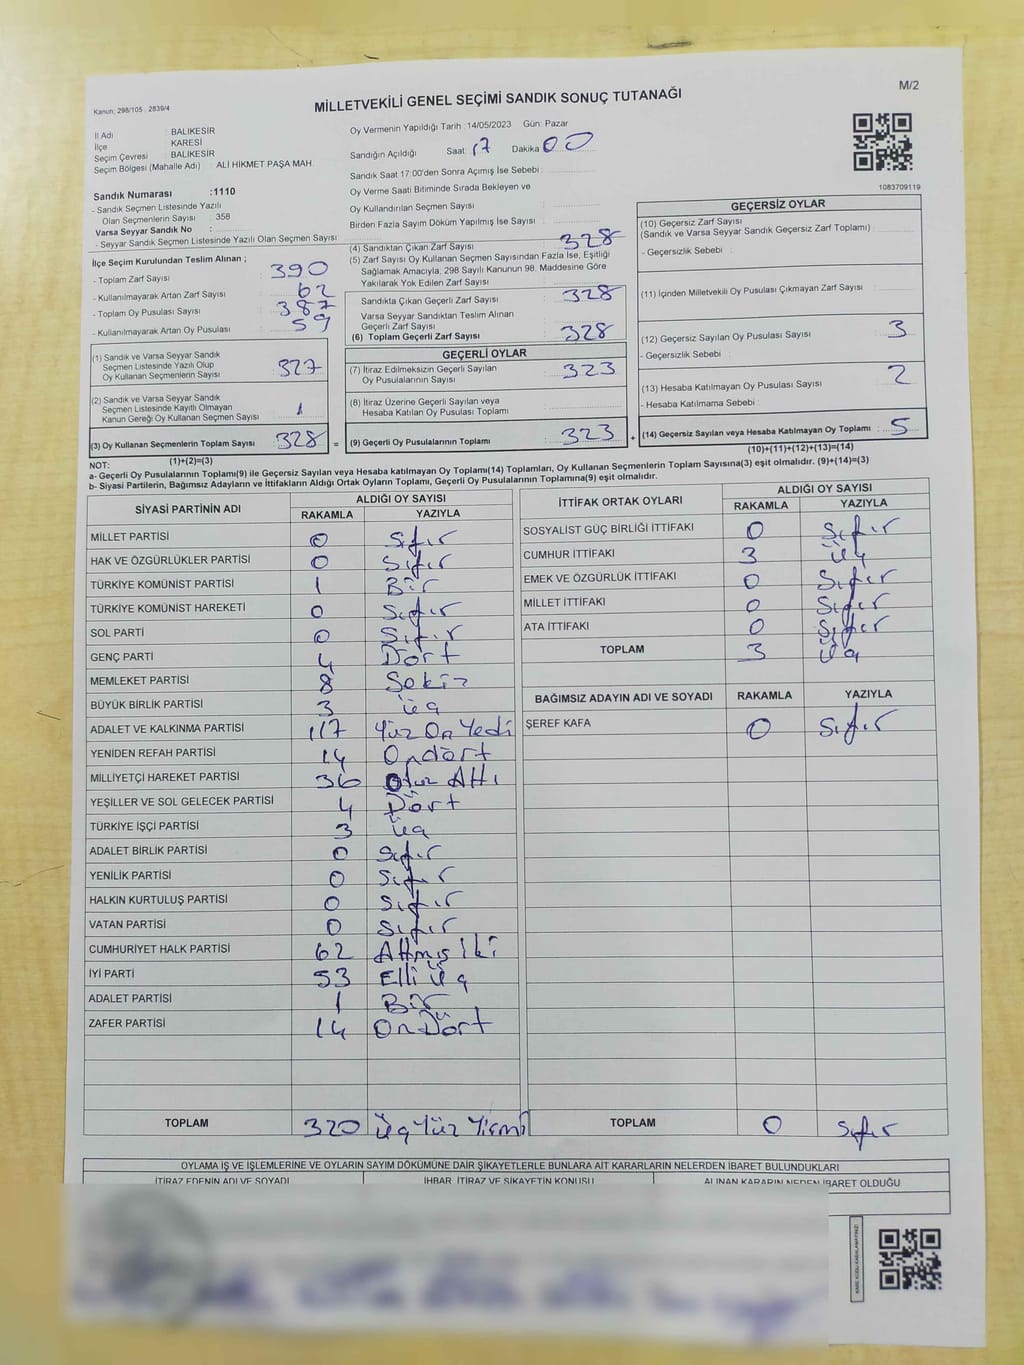 M/2
Kanun: 298/105 . 2839/4
MİLLETVEKİLİ GENEL SEÇİMİ SANDIK SONUÇ TUTANAĞI
İl Adı : BALIKESİR
İlçe : KARESİ
Seçim Çevresi : BALIKESİR
Seçim Bölgesi (Mahalle Adı) : ALİ HİKMET PAŞA MAH.
Sandık Numarası :1110
- Sandık Seçmen Listesinde Yazılı
Olan Seçmenlerin Sayısı : 358
Varsa Seyyar Sandık No :
- Seyyar Sandık Seçmen Listesinde Yazılı Olan Seçmen Sayısı :
Oy Vermenin Yapıldığı Tarih : 14/05/2023 Gün: Pazar
Sandığın Açıldığı Saat : 17 Dakika : 00
Sandık Saat 17:00'den Sonra Açımış İse Sebebi :
Oy Verme Saati Bitiminde Sırada Bekleyen ve
Oy Kullandırılan Seçmen Sayısı :
Birden Fazla Sayım Döküm Yapılmış İse Sayısı :
1083709119
İlçe Seçim Kurulundan Teslim Alınan ;
- Toplam Zarf Sayısı : 390
- Kullanılmayarak Artan Zarf Sayısı : 62
- Toplam Oy Pusulası Sayısı : 387
- Kullanılmayarak Artan Oy Pusulası : 59
(1) Sandık ve Varsa Seyyar Sandık
Seçmen Listesinde Yazılı Olup
Oy Kullanan Seçmenlerin Sayısı : 327
(2) Sandık ve Varsa Seyyar Sandık
Seçmen Listesinde Kayıtlı Olmayan
Kanun Gereği Oy Kullanan Seçmen Sayısı : 1
(3) Oy Kullanan Seçmenlerin Toplam Sayısı : 328 =
(1)+(2)=(3)
(4) Sandıktan Çıkan Zarf Sayısı : 328
(5) Zarf Sayısı Oy Kullanan Seçmen Sayısından Fazla İse, Eşitliği
Sağlamak Amacıyla; 298 Sayılı Kanunun 98. Maddesine Göre
Yakılarak Yok Edilen Zarf Sayısı :
Sandıkta Çıkan Geçerli Zarf Sayısı : 328
Varsa Seyyar Sandıktan Teslim Alınan
Geçerli Zarf Sayısı :
(6) Toplam Geçerli Zarf Sayısı : 328
GEÇERLİ OYLAR
(7) İtiraz Edilmeksizin Geçerli Sayılan
Oy Pusulalarının Sayısı : 323
(8) İtiraz Üzerine Geçerli Sayılan veya
Hesaba Katılan Oy Pusulası Toplamı :
(9) Geçerli Oy Pusulalarının Toplamı : 323 +
GEÇERSİZ OYLAR
(10) Geçersiz Zarf Sayısı
(Sandık ve Varsa Seyyar Sandık Geçersiz Zarf Toplamı) :
- Geçersizlik Sebebi :
(11) İçinden Milletvekili Oy Pusulası Çıkmayan Zarf Sayısı :
(12) Geçersiz Sayılan Oy Pusulası Sayısı : 3
- Geçersizlik Sebebi :
(13) Hesaba Katılmayan Oy Pusulası Sayısı : 2
- Hesaba Katılmama Sebebi :
(14) Geçersiz Sayılan veya Hesaba Katılmayan Oy Toplamı : 5
(10)+(11)+(12)+(13)=(14)
NOT:
a- Geçerli Oy Pusulalarının Toplamı(9) ile Geçersiz Sayılan veya Hesaba katılmayan Oy Toplamı(14) Toplamları, Oy Kullanan Seçmenlerin Toplam Sayısına(3) eşit olmalıdır. (9)+(14)=(3)
b- Siyasi Partilerin, Bağımsız Adayların ve İttifakların Aldığı Ortak Oyların Toplamı, Geçerli Oy Pusulalarının Toplamına(9) eşit olmalıdır.
SİYASİ PARTİNİN ADI ALDIĞI OY SAYISI
RAKAMLA YAZIYLA
MİLLET PARTİSİ 0 Sıfır
HAK VE ÖZGÜRLÜKLER PARTİSİ 0 Sıfır
TÜRKİYE KOMÜNİST PARTİSİ 1 Bir
TÜRKİYE KOMÜNİST HAREKETİ 0 Sıfır
SOL PARTİ 0 Sıfır
GENÇ PARTİ 4 Dört
MEMLEKET PARTİSİ 8 Sekiz
BÜYÜK BİRLİK PARTİSİ 3 üç
ADALET VE KALKINMA PARTİSİ 117 Yüz On Yedi
YENİDEN REFAH PARTİSİ 14 Ondört
MİLLİYETÇİ HAREKET PARTİSİ 36 Otuz Altı
YEŞİLLER VE SOL GELECEK PARTİSİ 4 Dört
TÜRKİYE İŞÇİ PARTİSİ 3 üç
ADALET BİRLİK PARTİSİ 0 Sıfır
YENİLİK PARTİSİ 0 Sıfır
HALKIN KURTULUŞ PARTİSİ 0 Sıfır
VATAN PARTİSİ 0 Sıfır
CUMHURİYET HALK PARTİSİ 62 Altmış İki
İYİ PARTİ 53 Elli üç
ADALET PARTİSİ 1 Bir
ZAFER PARTİSİ 14 OnDört
TOPLAM 320 üçYüz Yirmi
İTTİFAK ORTAK OYLARI ALDIĞI OY SAYISI
RAKAMLA YAZIYLA
SOSYALİST GÜÇ BİRLİĞİ İTTİFAKI 0 Sıfır
CUMHUR İTTİFAKI 3 üç
EMEK VE ÖZGÜRLÜK İTTİFAKI 0 Sıfır
MİLLET İTTİFAKI 0 Sıfır
ATA İTTİFAKI 0 Sıfır
TOPLAM 3 üç
BAĞIMSIZ ADAYIN ADI VE SOYADI RAKAMLA YAZIYLA
ŞEREF KAFA 0 Sıfır
TOPLAM 0 Sıfır
OYLAMA İŞ VE İŞLEMLERİNE VE OYLARIN SAYIM DÖKÜMÜNE DAİR ŞİKAYETLERLE BUNLARA AİT KARARLARIN NELERDEN İBARET BULUNDUKLARI
İTİRAZ EDENİN ADI VE SOYADI İHBAR, İTİRAZ VE ŞİKAYETİN KONUSU ALINAN KARARIN NEDEN İBARET OLDUĞU